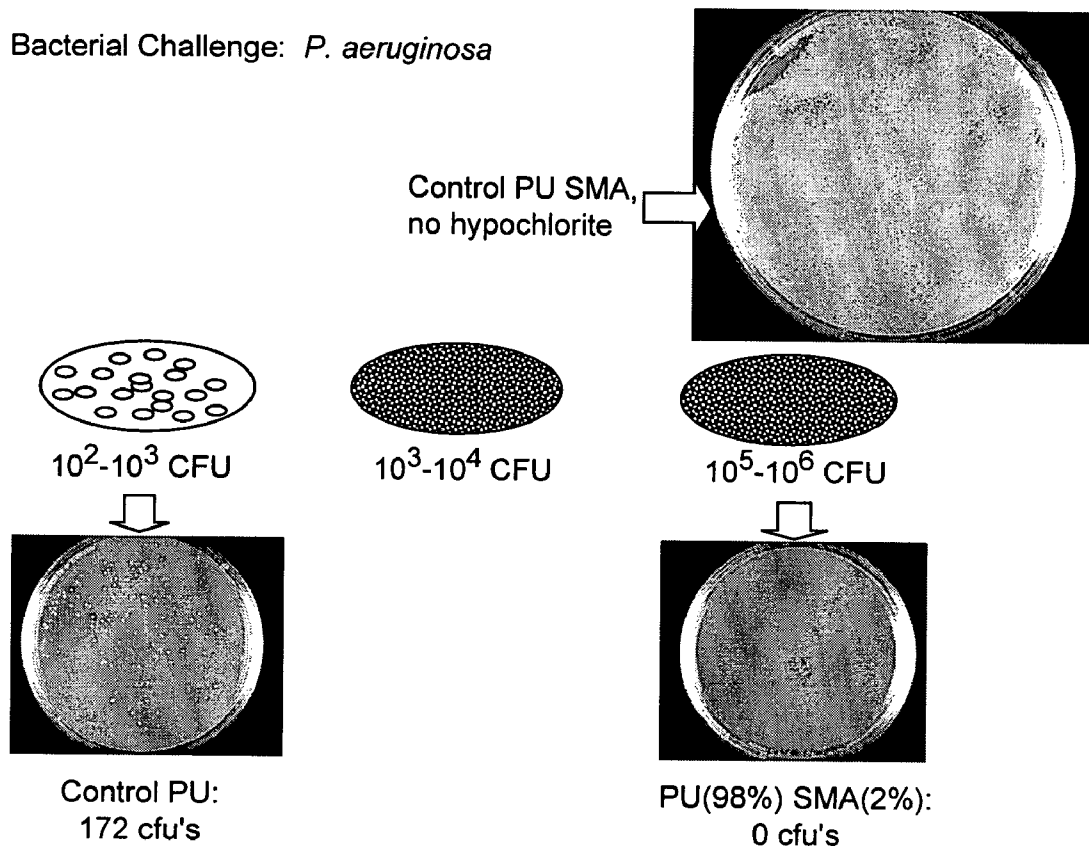 Bacterial Challenge: P. aeruginosa
Control PU SMA,
no hypochlorite
10²-10³ CFU
10³-10⁴ CFU
10⁵-10⁶ CFU
Control PU:
172 cfu's
PU(98%) SMA(2%):
0 cfu's